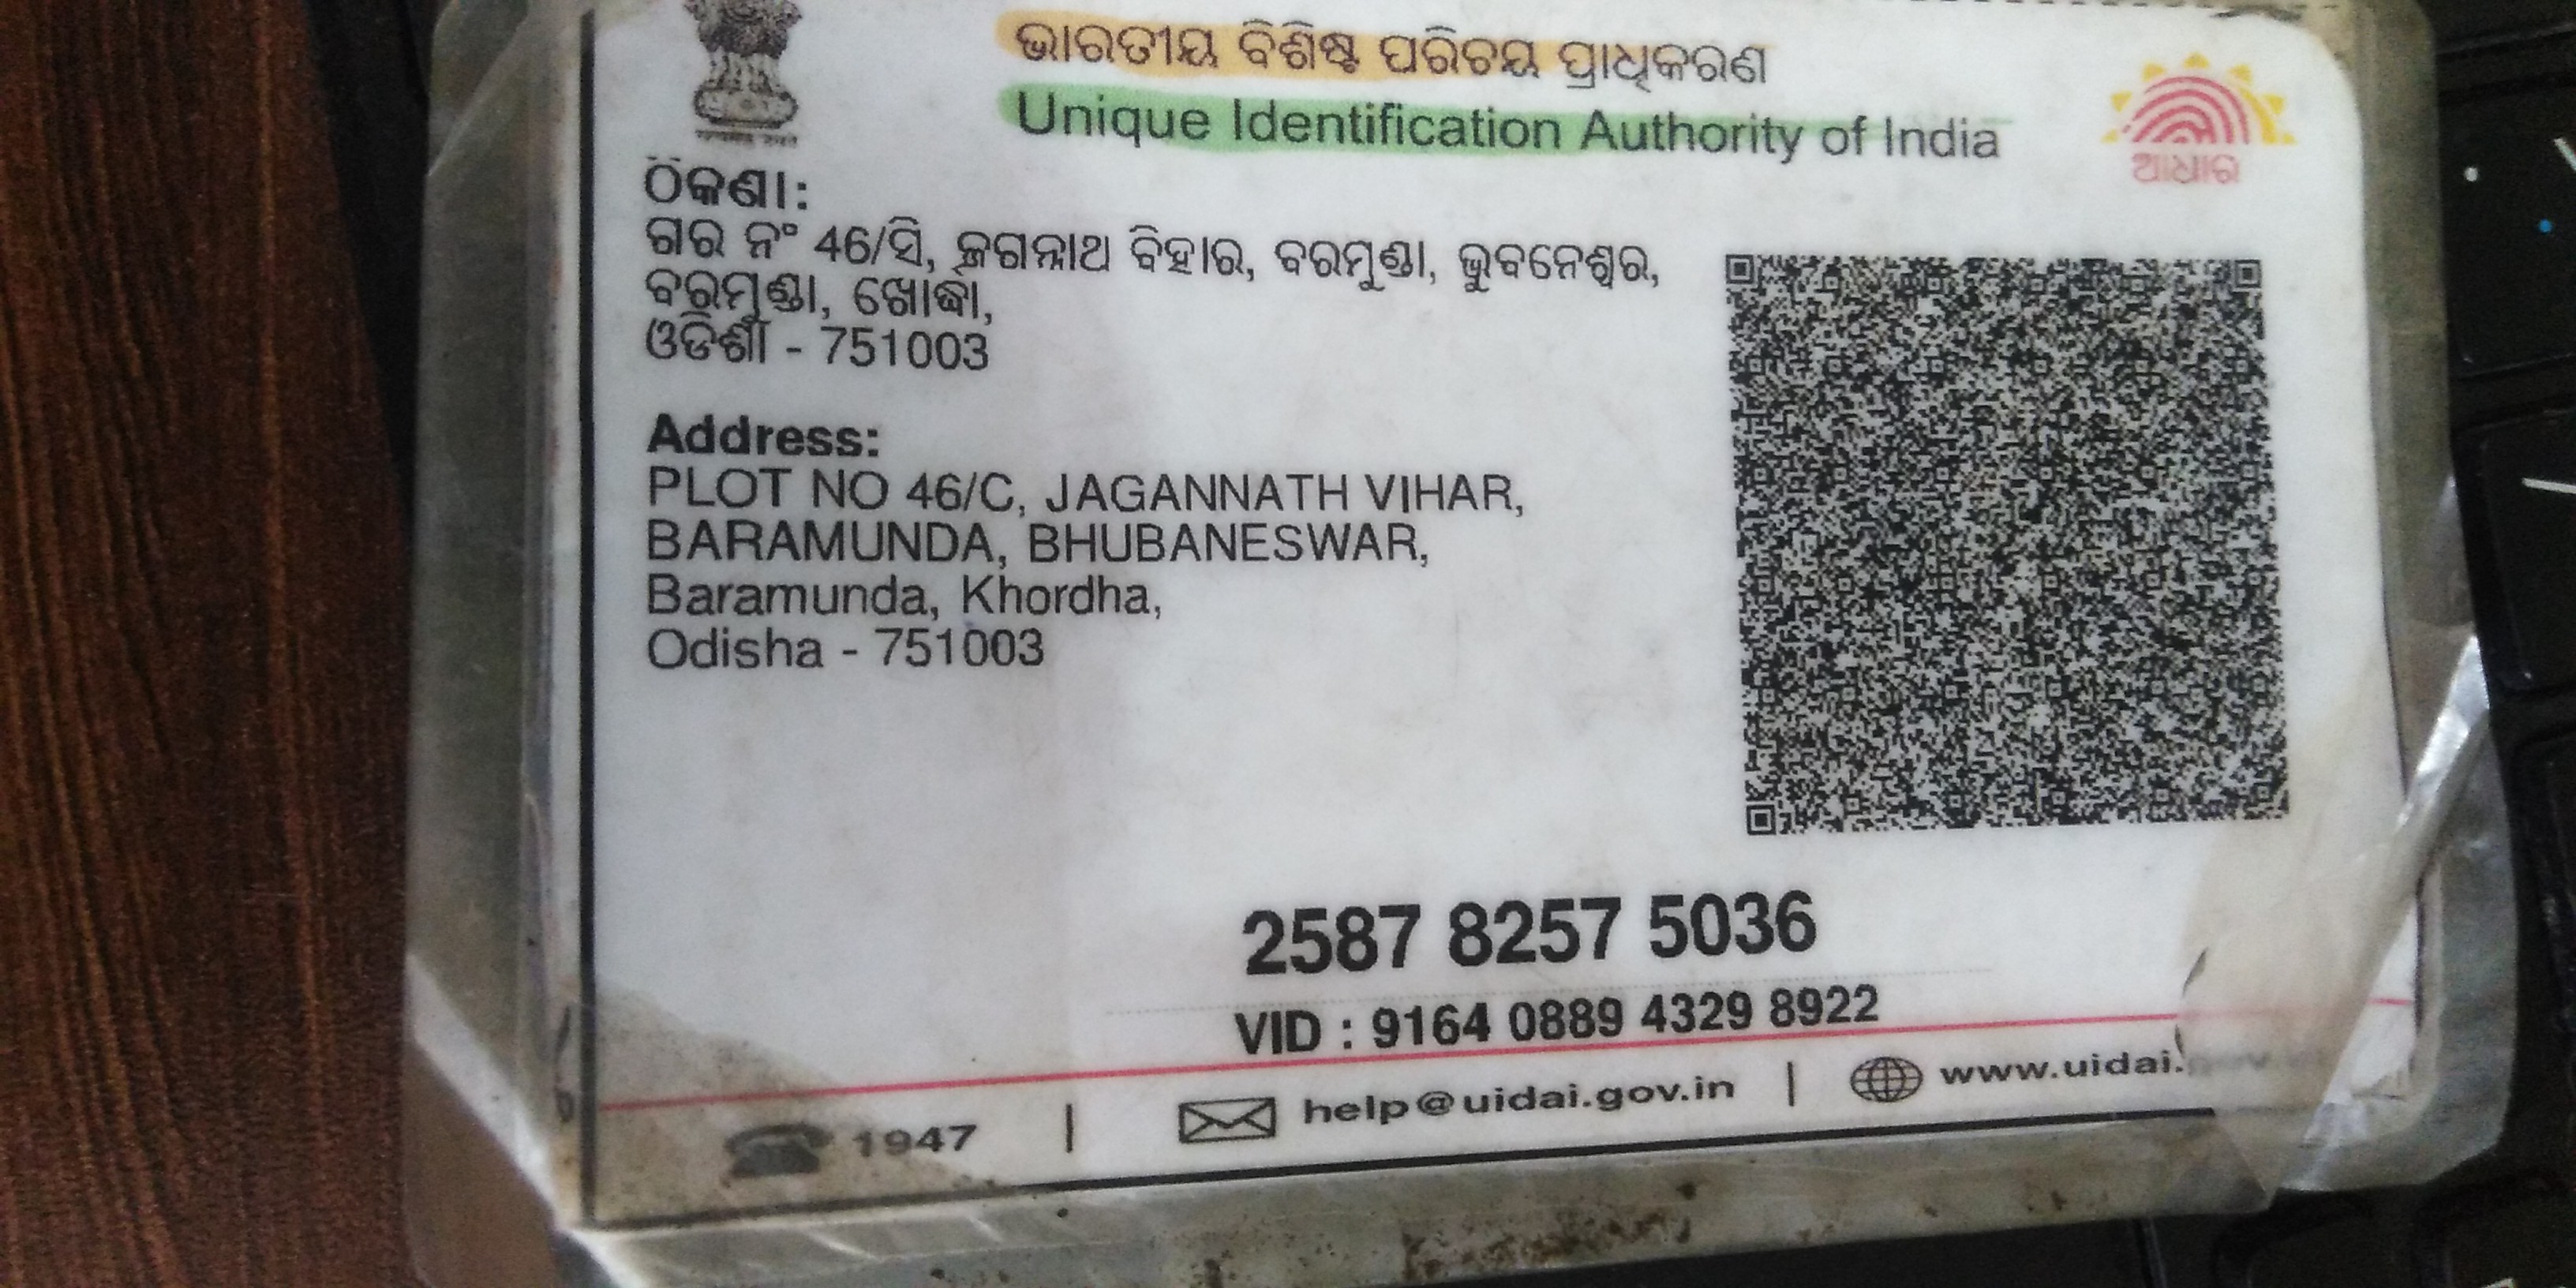 ଭାରତୀୟ ବିଶିଷ୍ଟ ପରିଚୟ ପ୍ରାଧିକରଣ
Unique Identification Authority of India
ଆଧାର
ଠିକଣା:
ଗର ନଂ 46/ସି, ଜଗନ୍ନାଥ ବିହାର, ବରମୁଣ୍ଡା, ଭୁବନେଶ୍ୱର,
ବରମୁଣ୍ଡା, ଖୋର୍ଦ୍ଧା,
ଓଡିଶା - 751003
Address:
PLOT NO 46/C, JAGANNATH VIHAR,
BARAMUNDA, BHUBANESWAR,
Baramunda, Khordha,
Odisha - 751003
2587 8257 5036
VID : 9164 0889 4329 8922
1947 | help@uidai.gov.in | www.uidai.gov